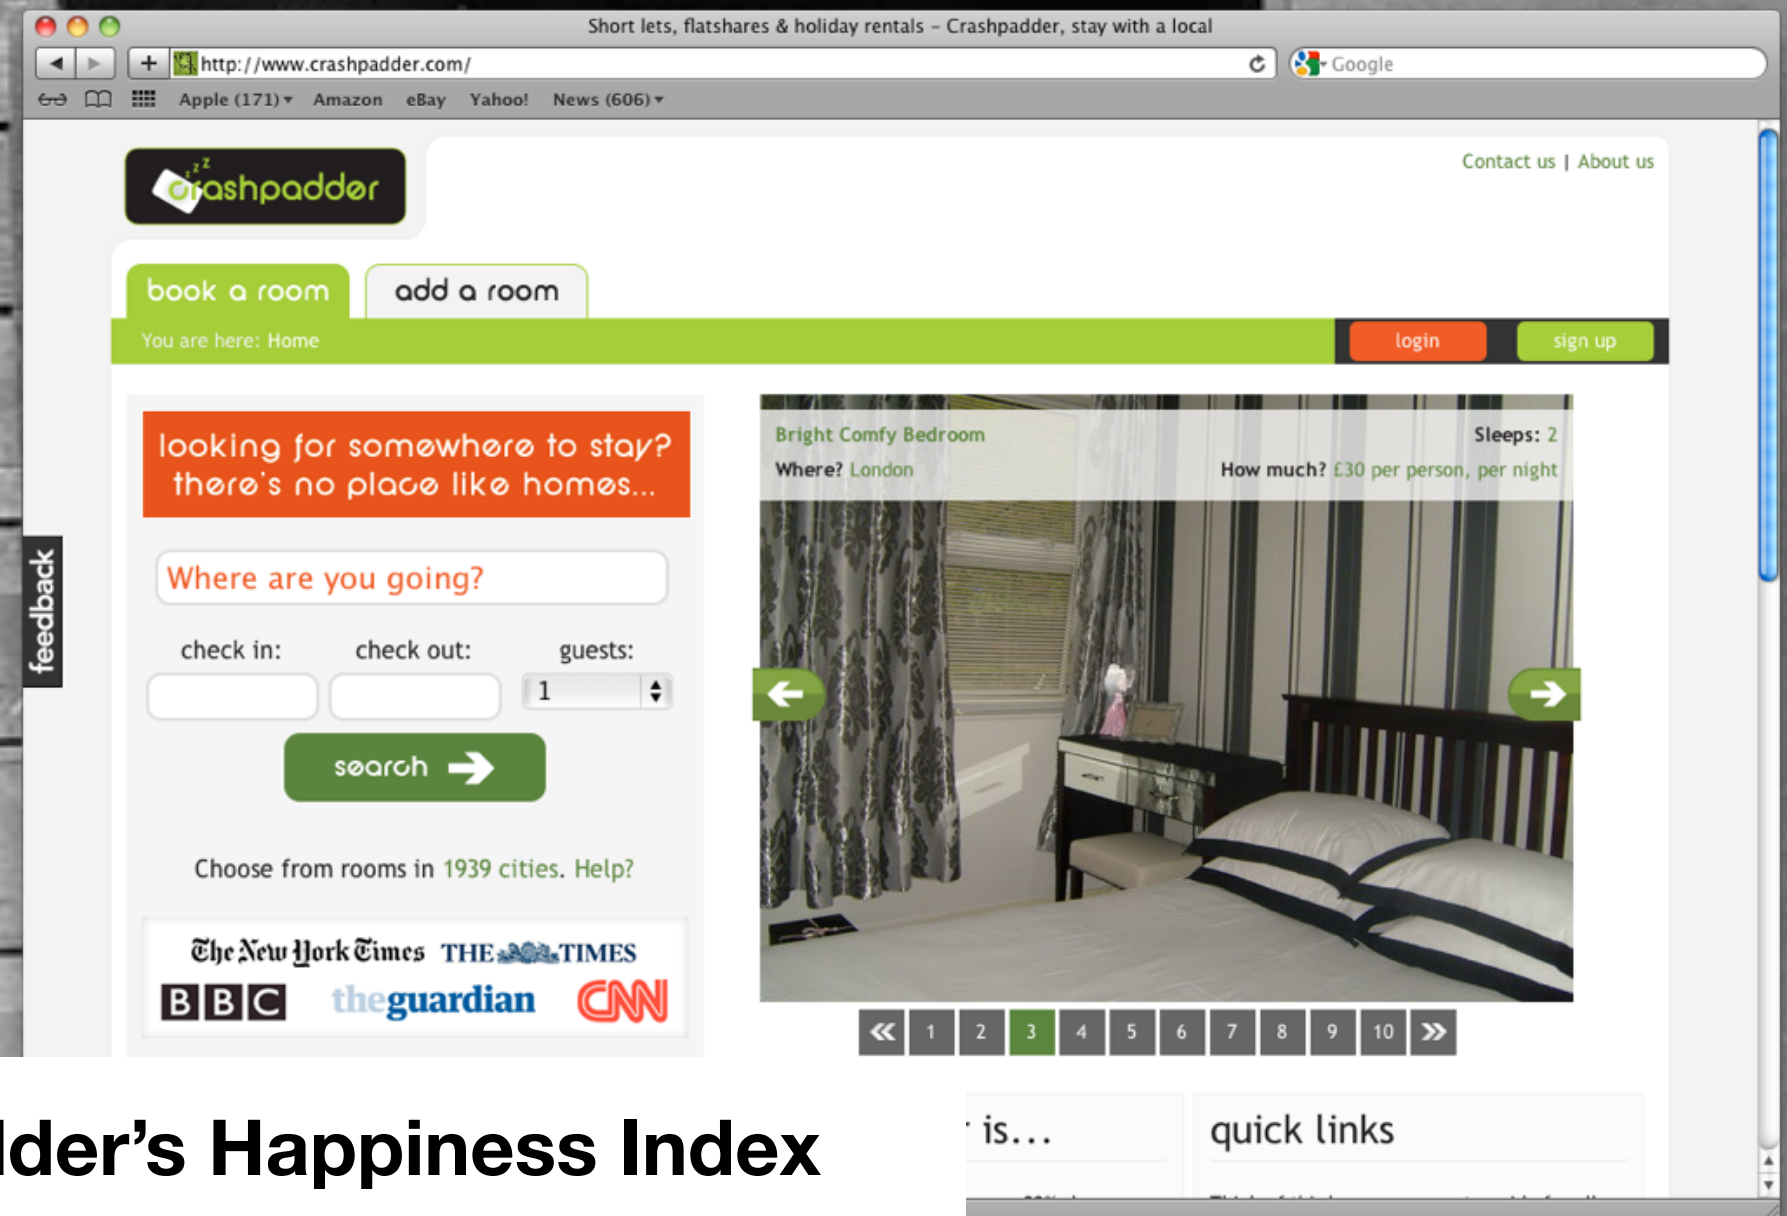 Short lets, flatshares & holiday rentals – Crashpadder, stay with a local
http://www.crashpadder.com/
Google
Apple (171) Amazon eBay Yahoo! News (606)
zzz
crashpadder
Contact us | About us
book a room
add a room
You are here: Home
login
sign up
looking for somewhere to stay?
there's no place like homes...
Bright Comfy Bedroom
Sleeps: 2
Where? London
How much? £30 per person, per night
feedback
Where are you going?
check in:
check out:
guests:
1
search
Choose from rooms in 1939 cities. Help?
The New York Times
THE TIMES
BBC
theguardian
CNN
« 1 2 3 4 5 6 7 8 9 10 »
is...
quick links
dder’s Happiness Index